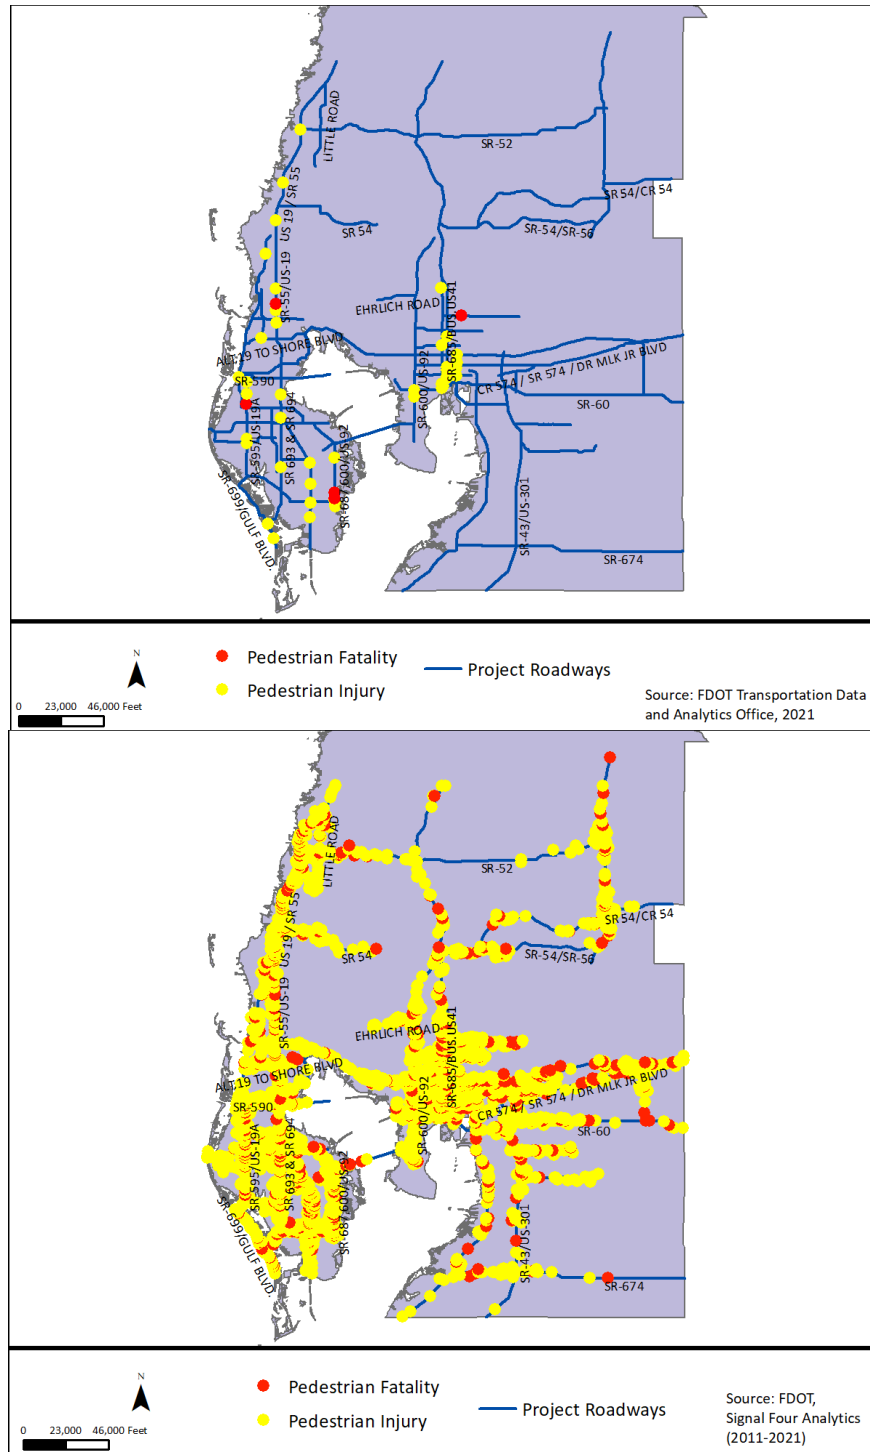 LITTLE ROAD
SR-52
US 19 / SR 55
SR 54/CR 54
SR 54
SR-54/SR-56
SR-55/US-19
EHRLICH ROAD
SR-685/BUS.US41
ALT.19 TO SHORE BLVD
SR-590
SR-600/US-92
CR 574 / SR 574 / DR MLK JR BLVD
SR-60
SR-595/US-19A
SR 693 & SR 694
SR-687/600/US-92
SR-699/GULF BLVD.
SR-43/US-301
SR-674
N
0 23,000 46,000 Feet
Pedestrian Fatality
Pedestrian Injury
Project Roadways
Source: FDOT Transportation Data
and Analytics Office, 2021
LITTLE ROAD
SR-52
US 19 / SR 55
SR 54/CR 54
SR 54
SR-54/SR-56
SR-55/US-19
EHRLICH ROAD
SR-685/BUS.US41
ALT.19 TO SHORE BLVD
SR-590
SR-600/US-92
CR 574 / SR 574 / DR MLK JR BLVD
SR-60
SR-595/US-19A
SR 693 & SR 694
SR-687/600/US-92
SR-699/GULF BLVD.
SR-43/US-301
SR-674
N
0 23,000 46,000 Feet
Pedestrian Fatality
Pedestrian Injury
Project Roadways
Source: FDOT,
Signal Four Analytics
(2011-2021)